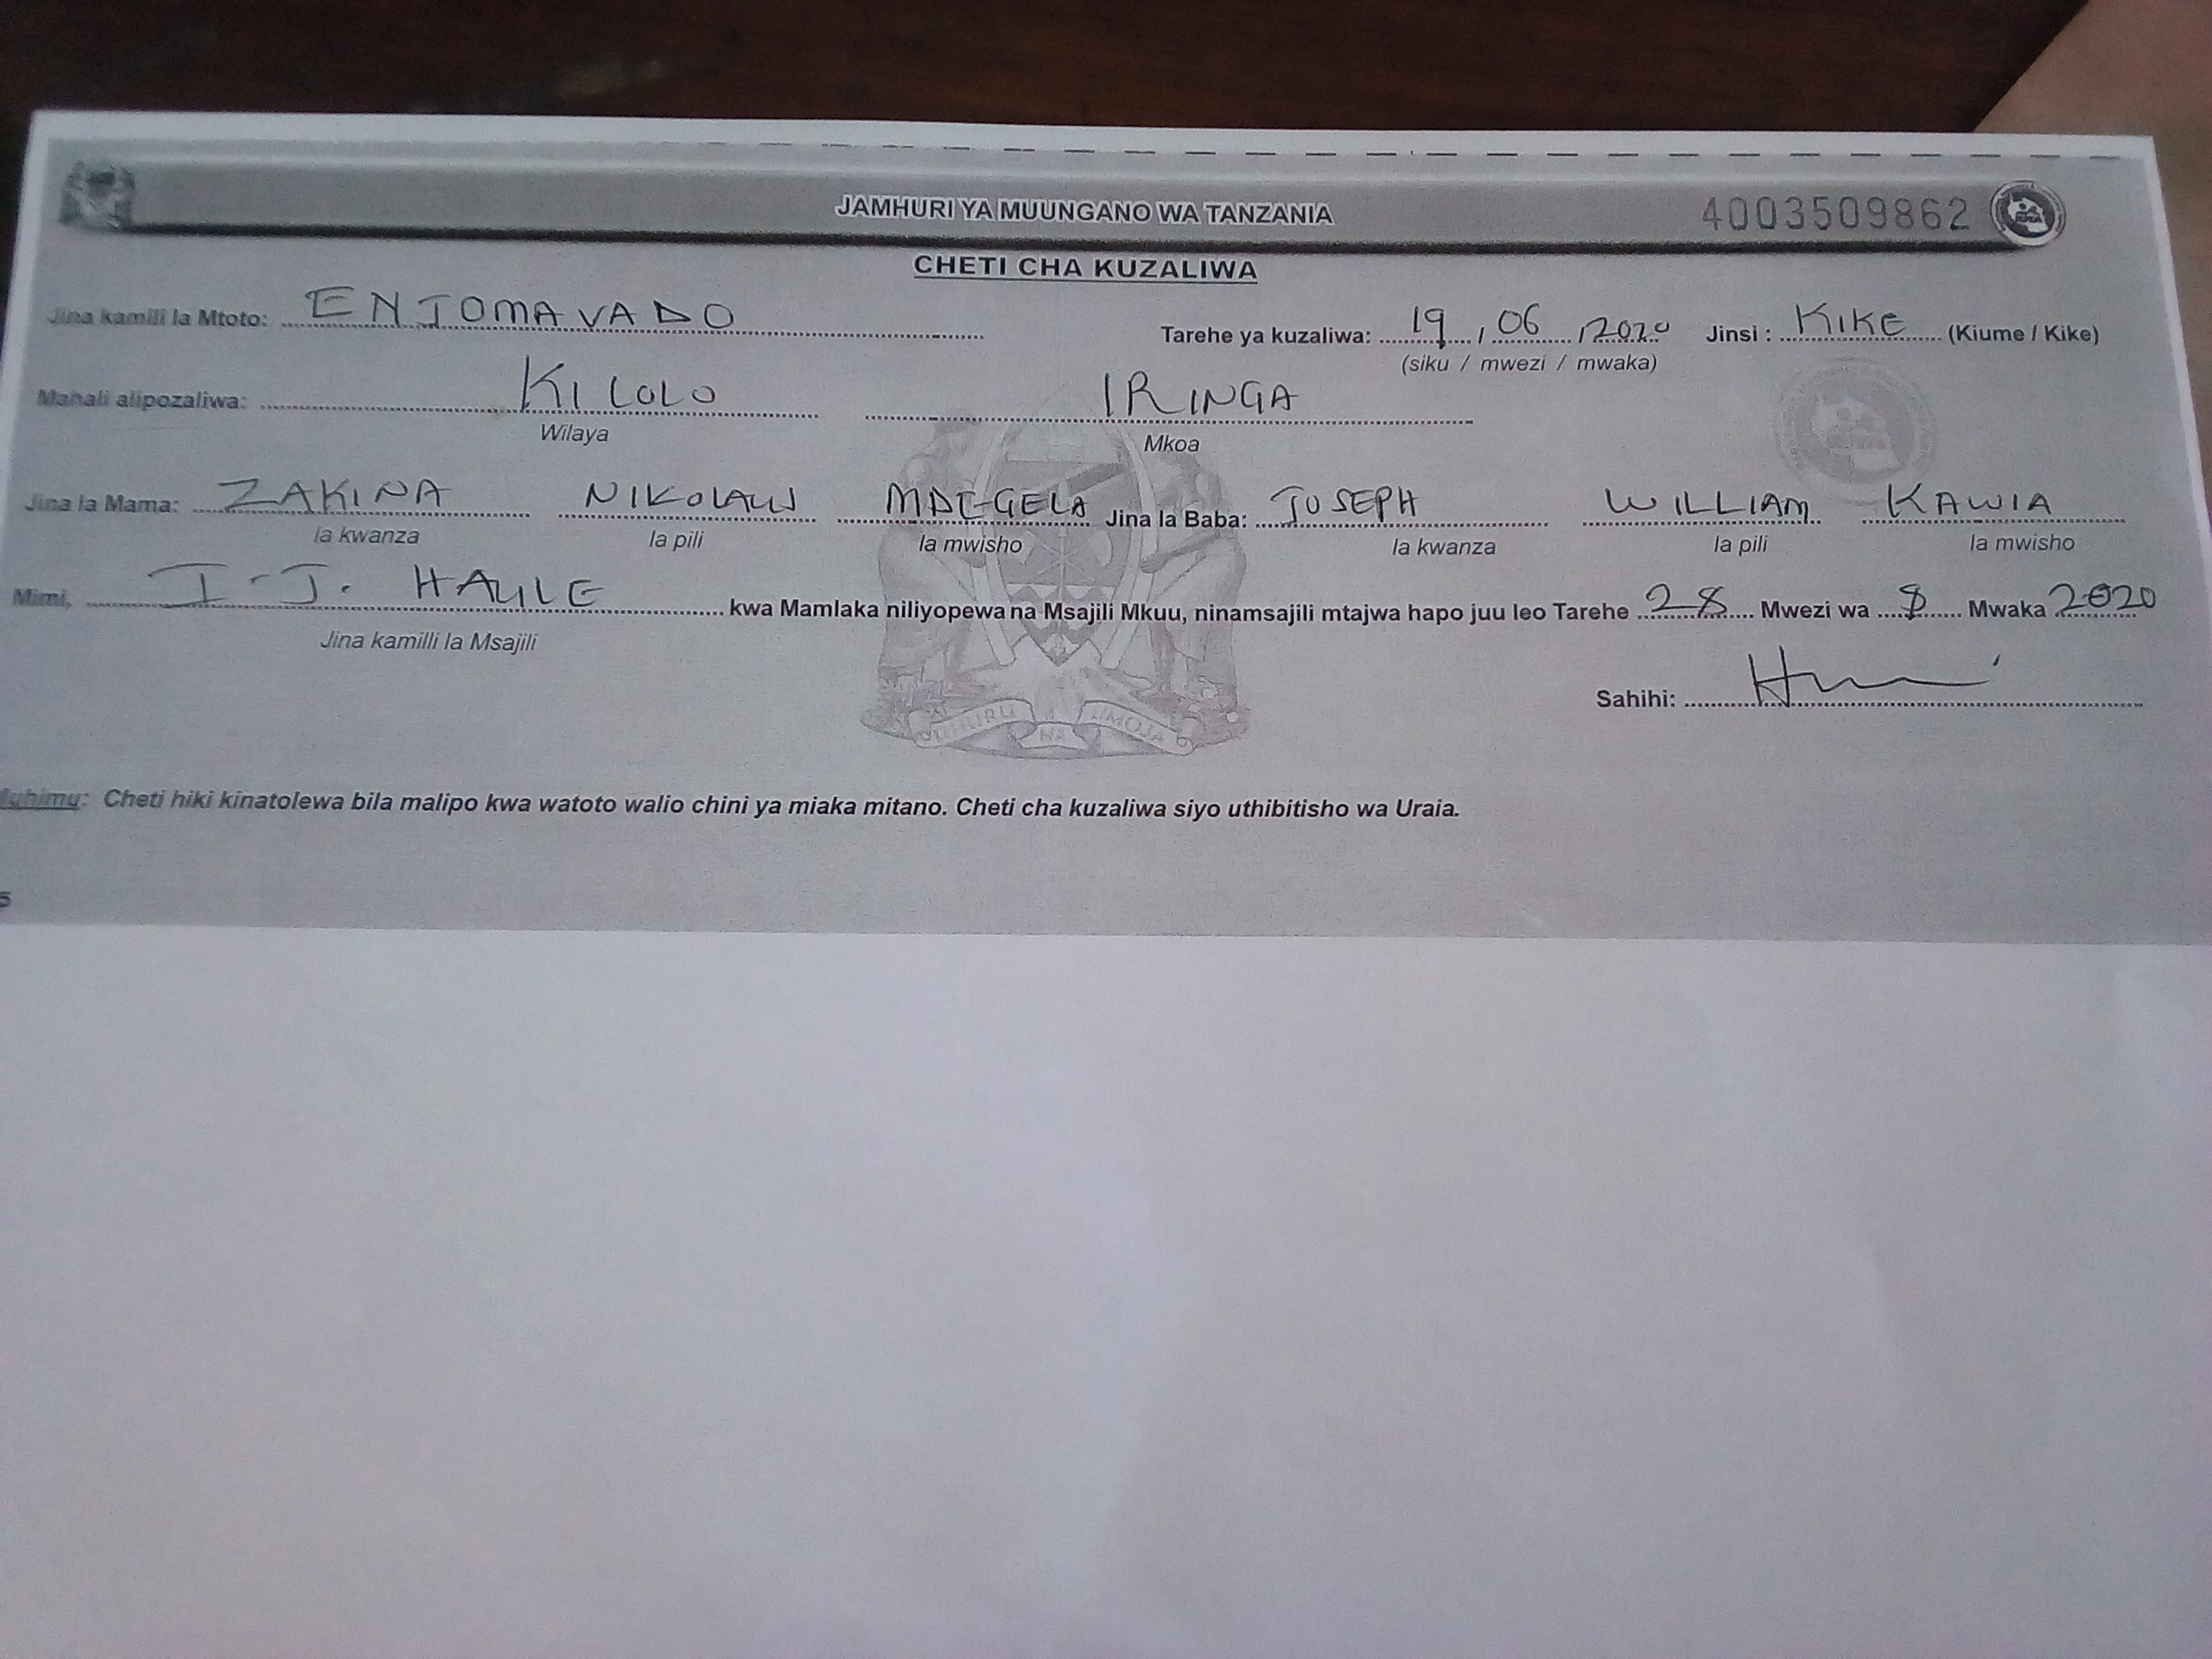 JAMHURI YA MUUNGANO WA TANZANIA 4003509862
CHETI CHA KUZALIWA
Jina kamili la Mtoto: ENJOMAVADO Tarehe ya kuzaliwa: 19 / 06 / 2020 Jinsi : KIKE (Kiume / Kike)
(siku / mwezi / mwaka)
Mahali alipozaliwa: KILOLO IRINGA
Wilaya Mkoa
Jina la Mama: ZAKINA NIKOLAUS MDEGELA Jina la Baba: JOSEPH WILLIAM KAWIA
la kwanza la pili la mwisho la kwanza la pili la mwisho
Mimi, I-J. HAULE kwa Mamlaka niliyopewa na Msajili Mkuu, ninamsajili mtajwa hapo juu leo Tarehe 28 Mwezi wa 8 Mwaka 2020
Jina kamilli la Msajili
Sahihi:
UHURU NA UMOJA
Muhimu: Cheti hiki kinatolewa bila malipo kwa watoto walio chini ya miaka mitano. Cheti cha kuzaliwa siyo uthibitisho wa Uraia.
5